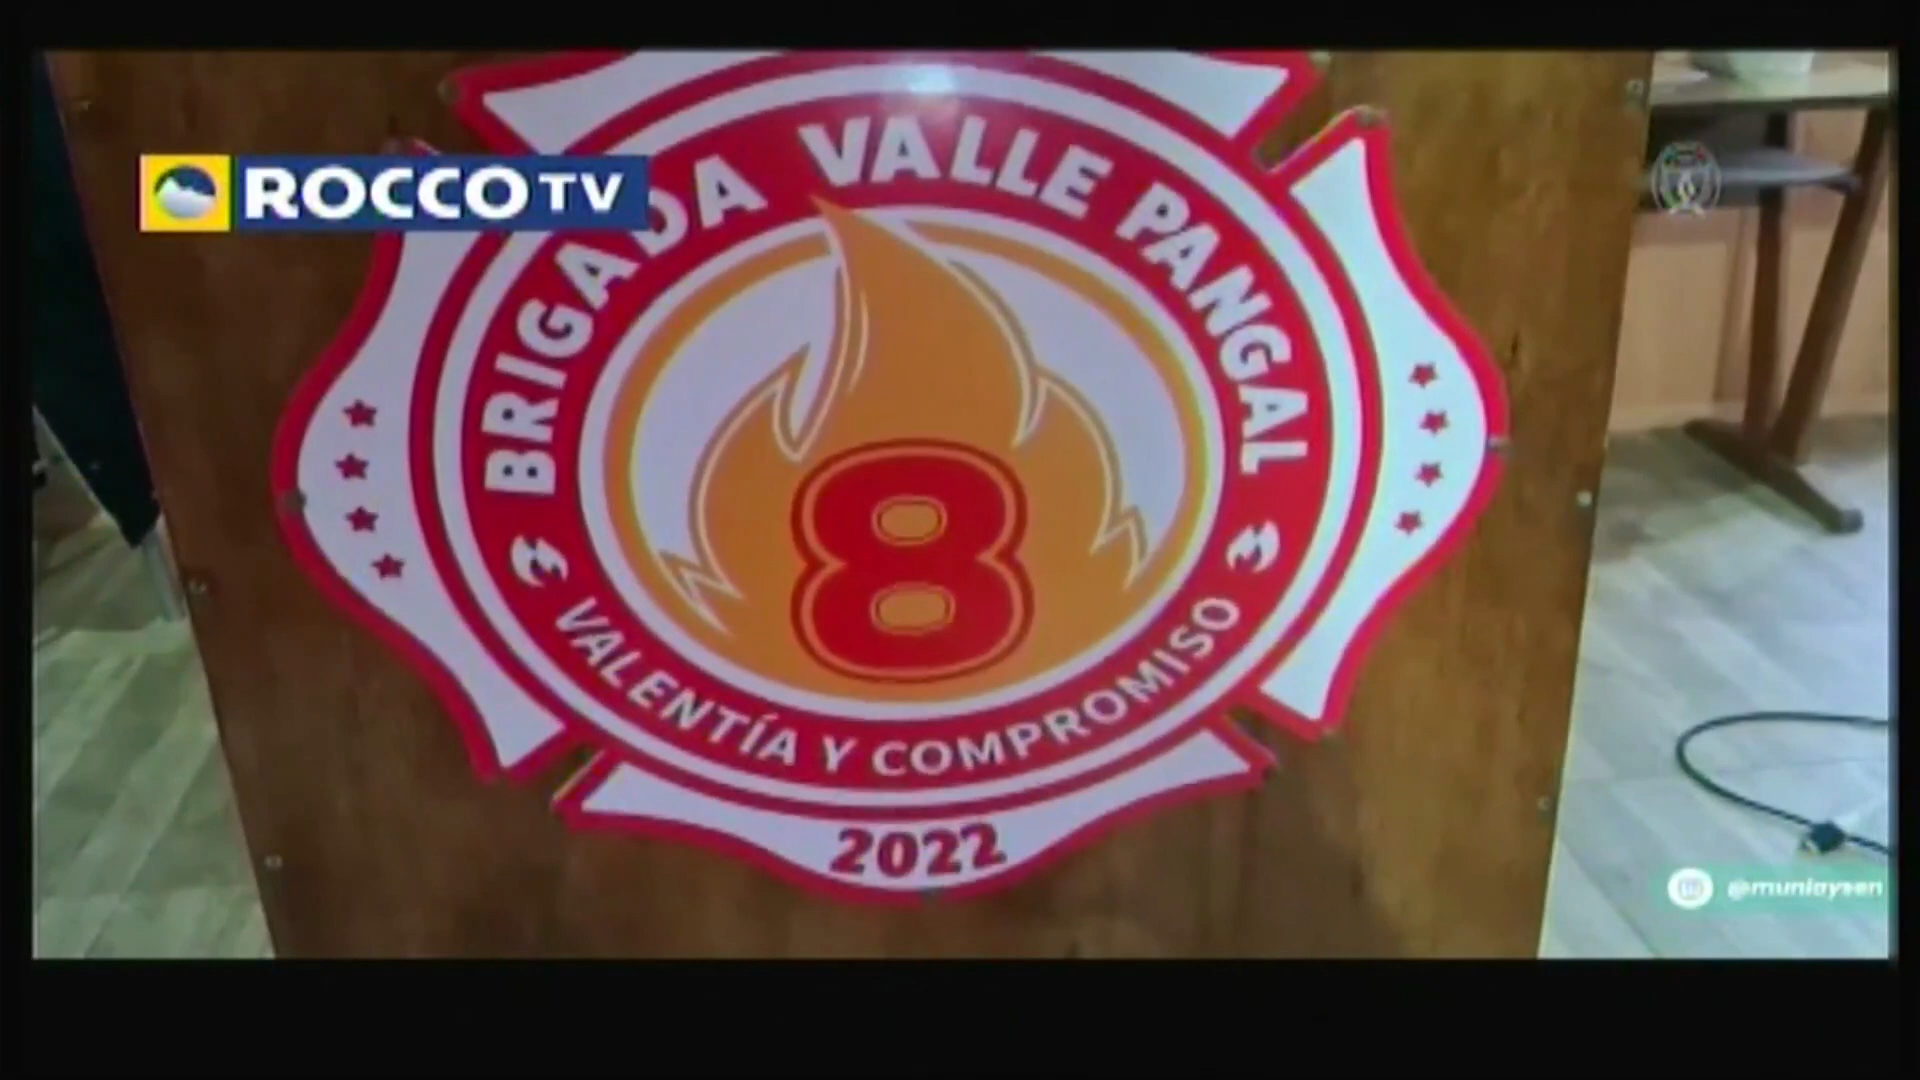 ROCCO TV
BRIGADA VALLE PANGAL
8
VALENTÍA Y COMPROMISO
2022
@muniaysen